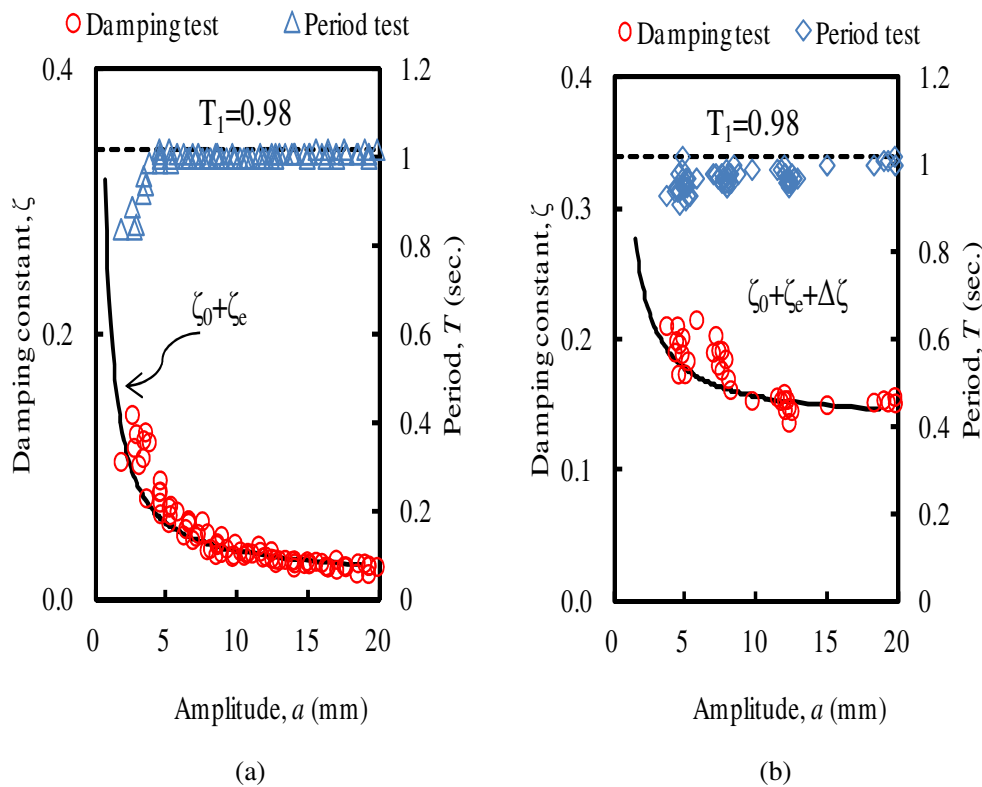 Damping test Period test
0.4
0.2
0.0
1.2
1
0.8
0.6
0.4
0.2
0
T1=0.98
ζ0+ζe
Damping constant, ζ
Period, T (sec.)
0 5 10 15 20
Amplitude, a (mm)
(a)
Damping test Period test
0.4
0.3
0.2
0.1
0.0
1.2
1
0.8
0.6
0.4
0.2
0
T1=0.98
ζ0+ζe+Δζ
Damping constant, ζ
Period, T (sec.)
0 5 10 15 20
Amplitude, a (mm)
(b)